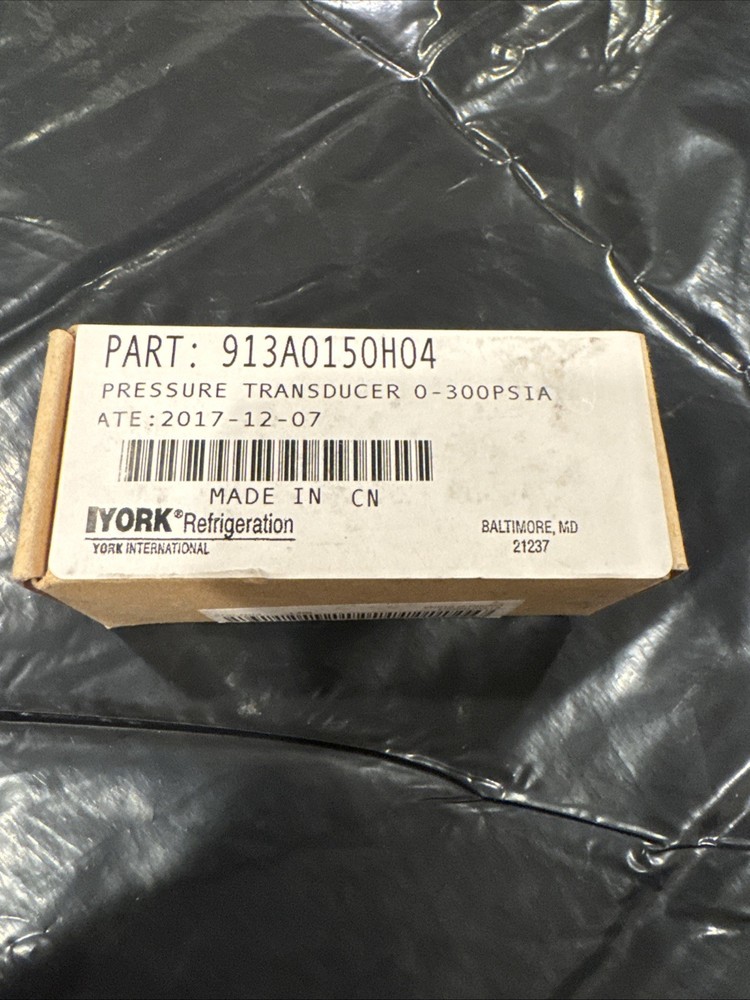 PART: 913A0150H04
PRESSURE TRANSDUCER 0-300PSIA
ATE:2017-12-07
MADE IN CN
YORK® Refrigeration
YORK INTERNATIONAL
BALTIMORE, MD
21237